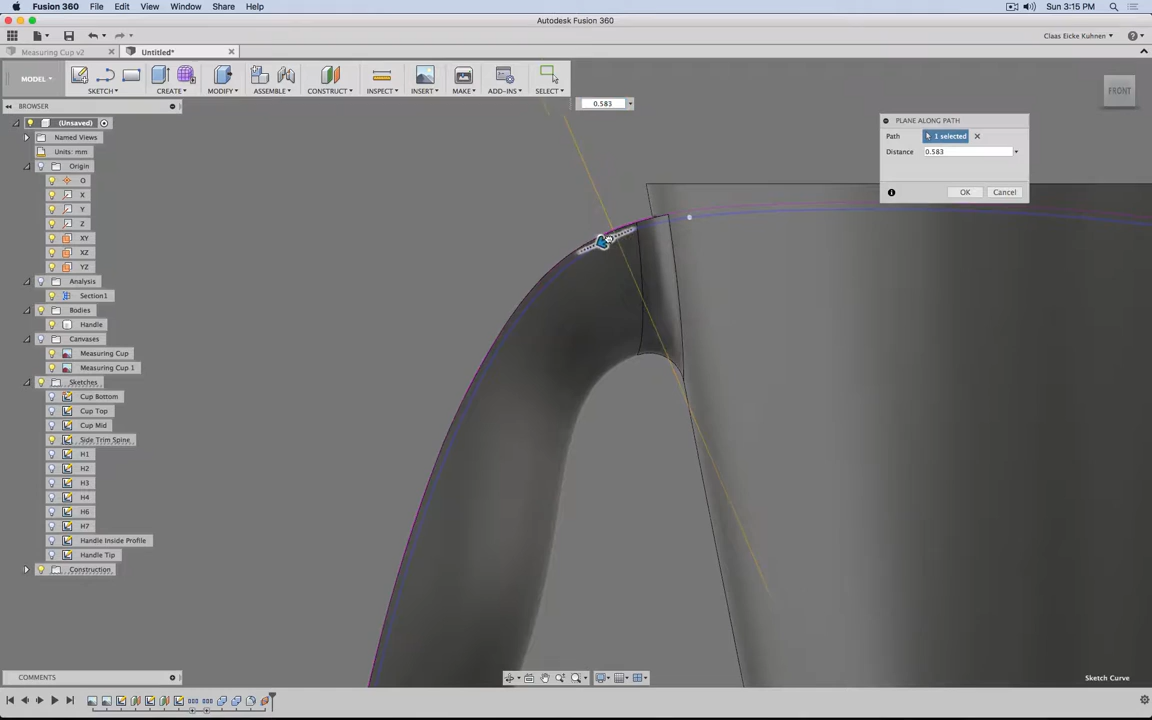 Fusion 360 File Edit View Window Share Help Sun 3:15 PM
Autodesk Fusion 360
Claas Eicke Kuhnen
Measuring Cup v2 Untitled*
MODEL
SKETCH CREATE MODIFY ASSEMBLE CONSTRUCT INSPECT INSERT MAKE ADD-INS SELECT
FRONT
BROWSER
0.583
PLANE ALONG PATH
Path 1 selected
Distance 0.583
OK Cancel
(Unsaved)
Named Views
Units: mm
Origin
O
X
Y
Z
XY
XZ
YZ
Analysis
Section1
Bodies
Handle
Canvases
Measuring Cup
Measuring Cup 1
Sketches
Cup Bottom
Cup Top
Cup Mid
Side Trim Spine
H1
H2
H3
H4
H6
H7
Handle Inside Profile
Handle Tip
Construction
COMMENTS
Sketch Curve